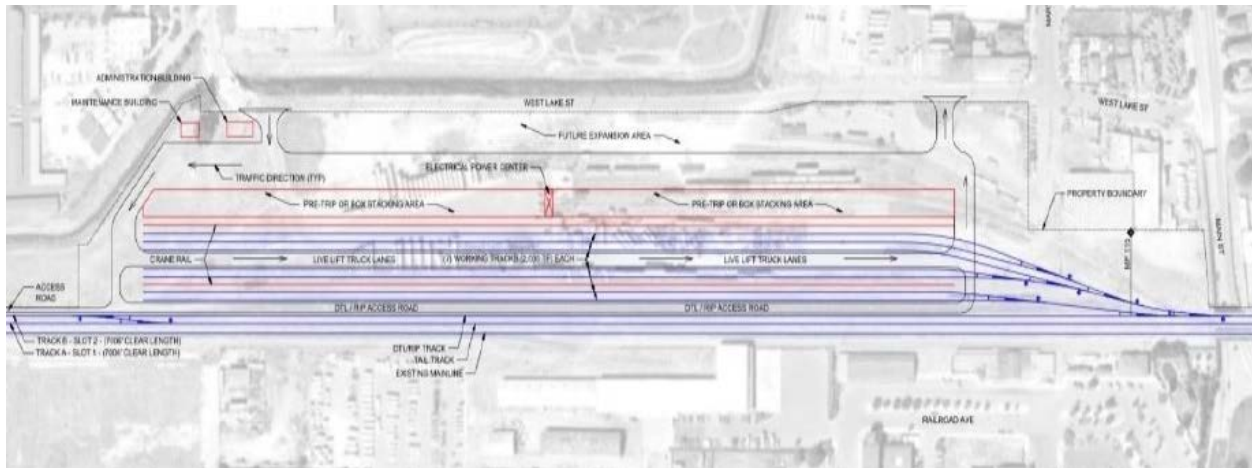 ADMINISTRATION BUILDING
MAINTENANCE BUILDING
WEST LAKE ST
WEST LAKE ST
FUTURE EXPANSION AREA
TRAFFIC DIRECTION (TYP)
ELECTRICAL POWER CENTER
PRE-TRIP OR BOX STACKING AREA
PRE-TRIP OR BOX STACKING AREA
PROPERTY BOUNDARY
MAIN ST
CRANE RAIL
LIVE LIFT TRUCK LANES
WORKING TRACKS
EACH
LIVE LIFT TRUCK LANES
ACCESS
ROAD
DTL / RIP ACCESS ROAD
DTL / RIP ACCESS ROAD
TRACK B - SLOT 2 -
CLEAR LENGTH)
TRACK A - SLOT 1 -
CLEAR LENGTH)
DTL/RIP TRACK
TAIL TRACK
EXISTING MAINLINE
RAILROAD AVE